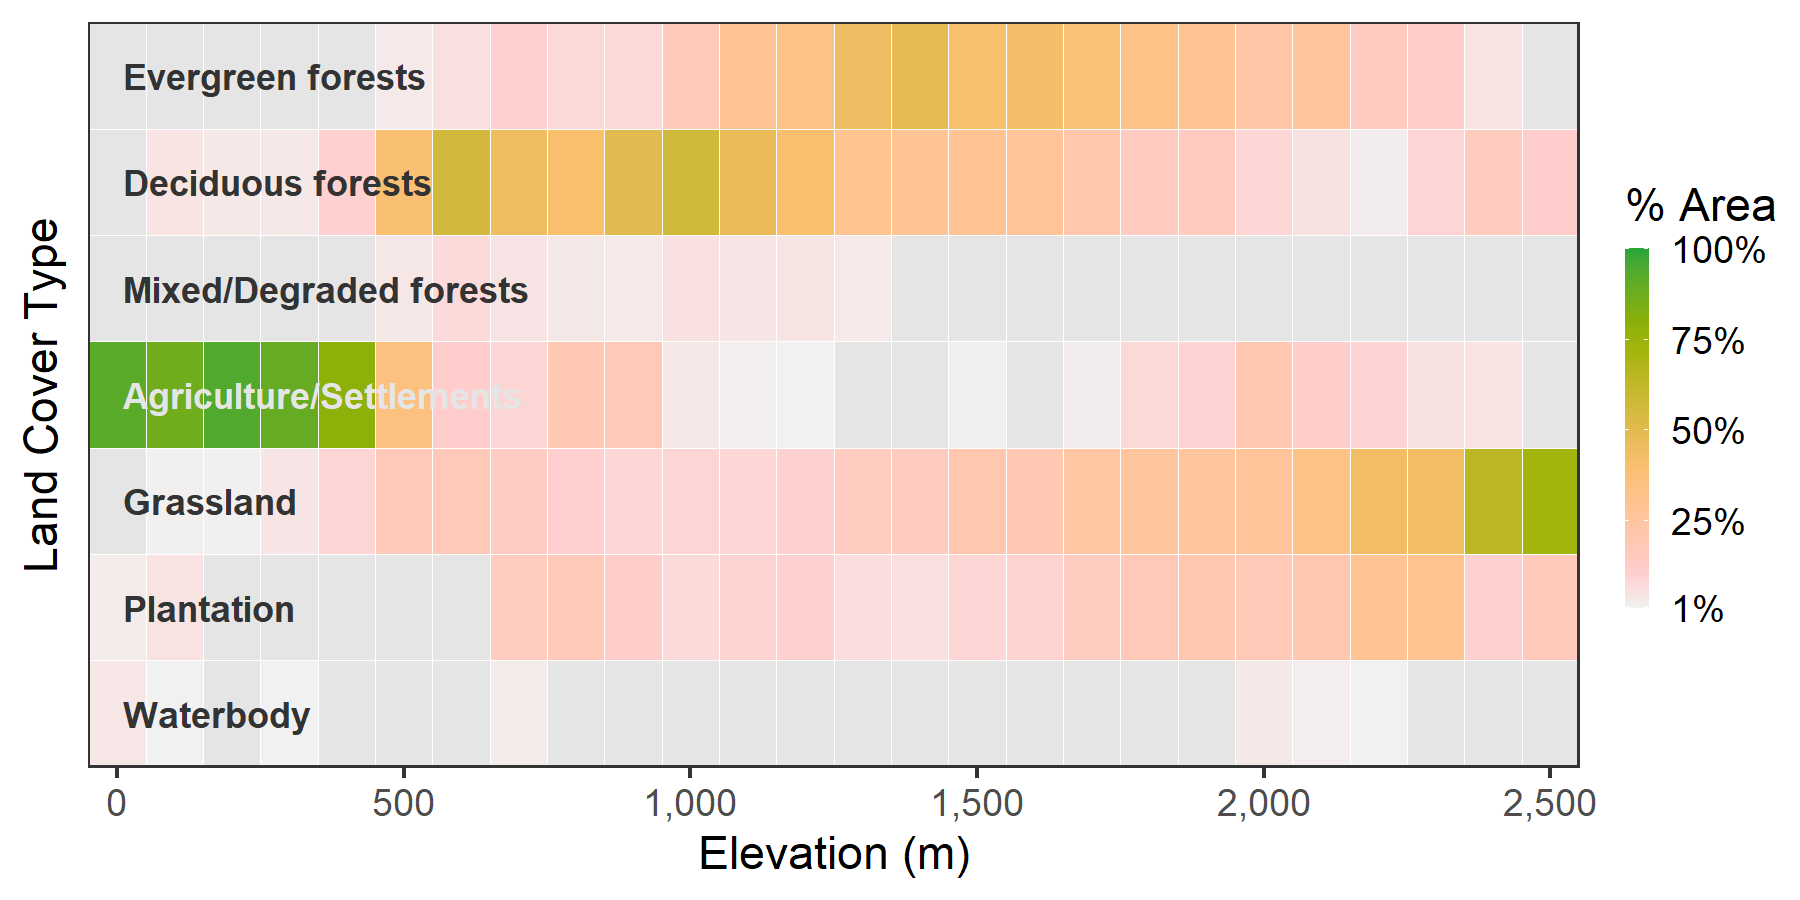 Evergreen forests
Deciduous forests
Mixed/Degraded forests
Agriculture/Settlements
Grassland
Plantation
Waterbody
Land Cover Type
0 500 1,000 1,500 2,000 2,500
Elevation (m)
% Area
100%
75%
50%
25%
1%